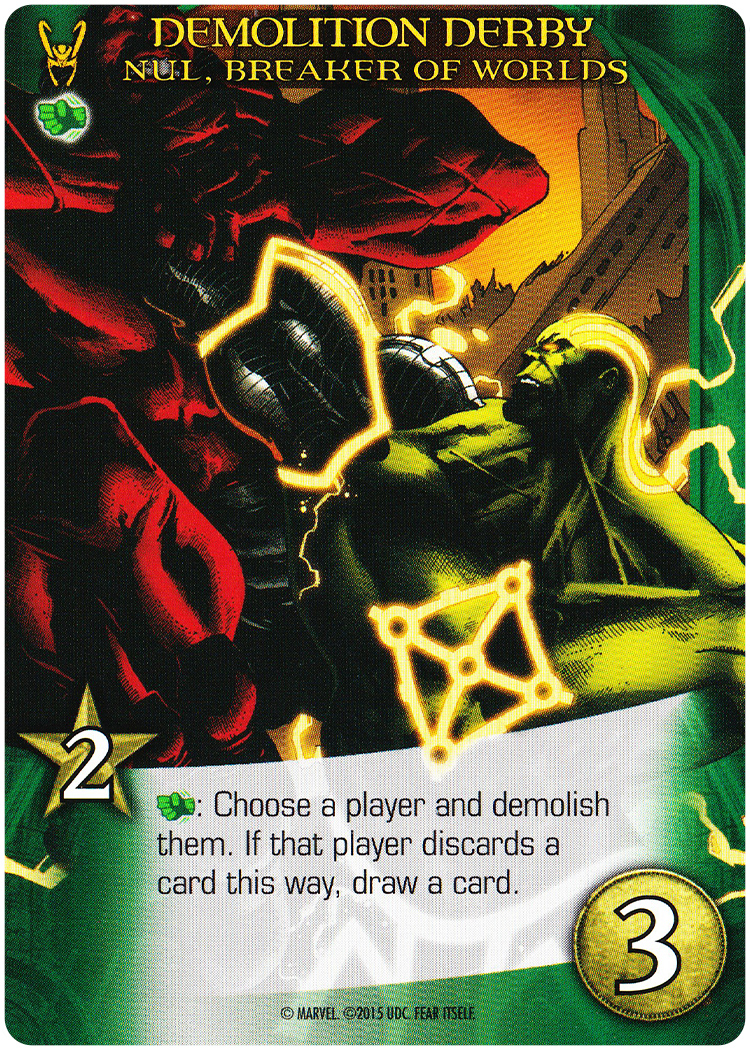 DEMOLITION DERBY
NUL, BREAKER OF WORLDS
2
: Choose a player and demolish
them. If that player discards a
card this way, draw a card.
3
© MARVEL. ©2015 UDC. FEAR ITSELF.